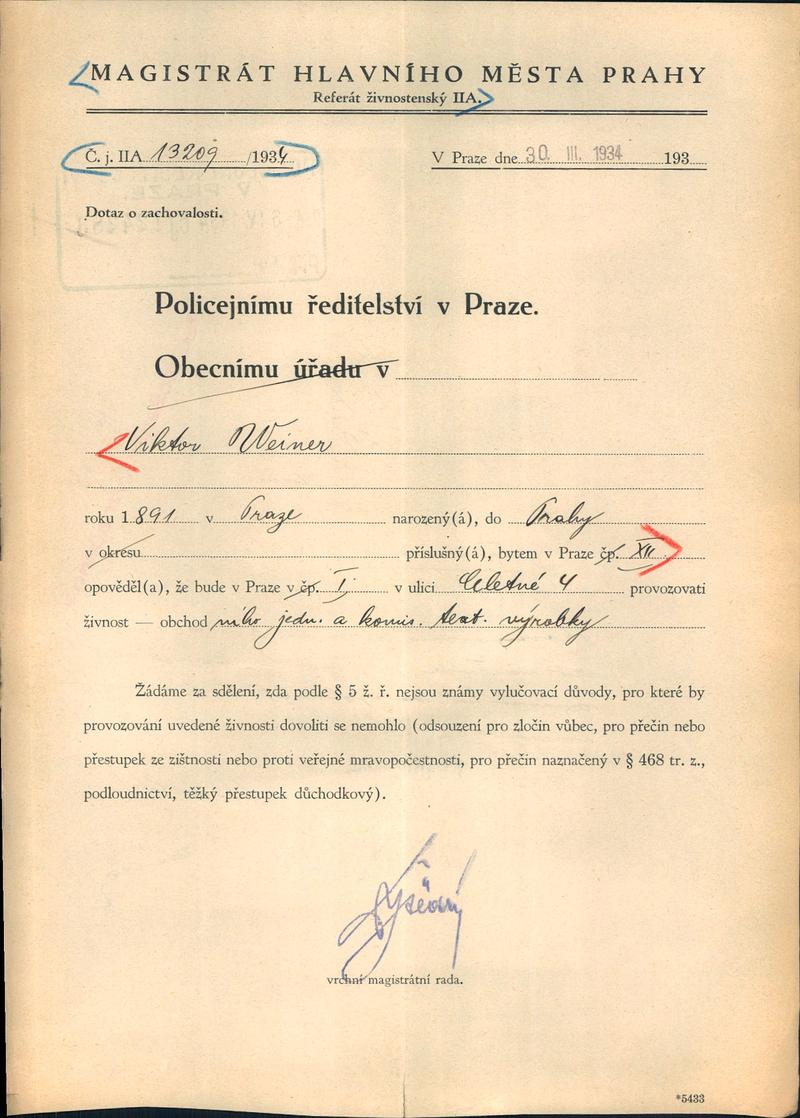 MAGISTRÁT HLAVNÍHO MĚSTA PRAHY
Referát živnostenský IIA.
Č. j. IIA 13209 /1934
V Praze dne 30. III. 1934 193
Dotaz o zachovalosti.
Policejnímu ředitelství v Praze.
Obecnímu úřadu v
Viktor Weiner
roku 1891 v Praze narozený(á), do Prahy
v okresu příslušný(á), bytem v Praze čp. XII
opověděl(a), že bude v Praze v čp. I. v ulici Celetné 4 provozovati
živnost — obchod jedn. a komis. text. výrobky
Žádáme za sdělení, zda podle § 5 ž. ř. nejsou známy vylučovací důvody, pro které by
provozování uvedené živnosti dovoliti se nemohlo (odsouzení pro zločin vůbec, pro přečin nebo
přestupek ze zištnosti nebo proti veřejné mravopočestnosti, pro přečin naznačený v § 468 tr. z.,
podloudnictví, těžký přestupek důchodkový).
vrchní magistrátní rada.
*5433